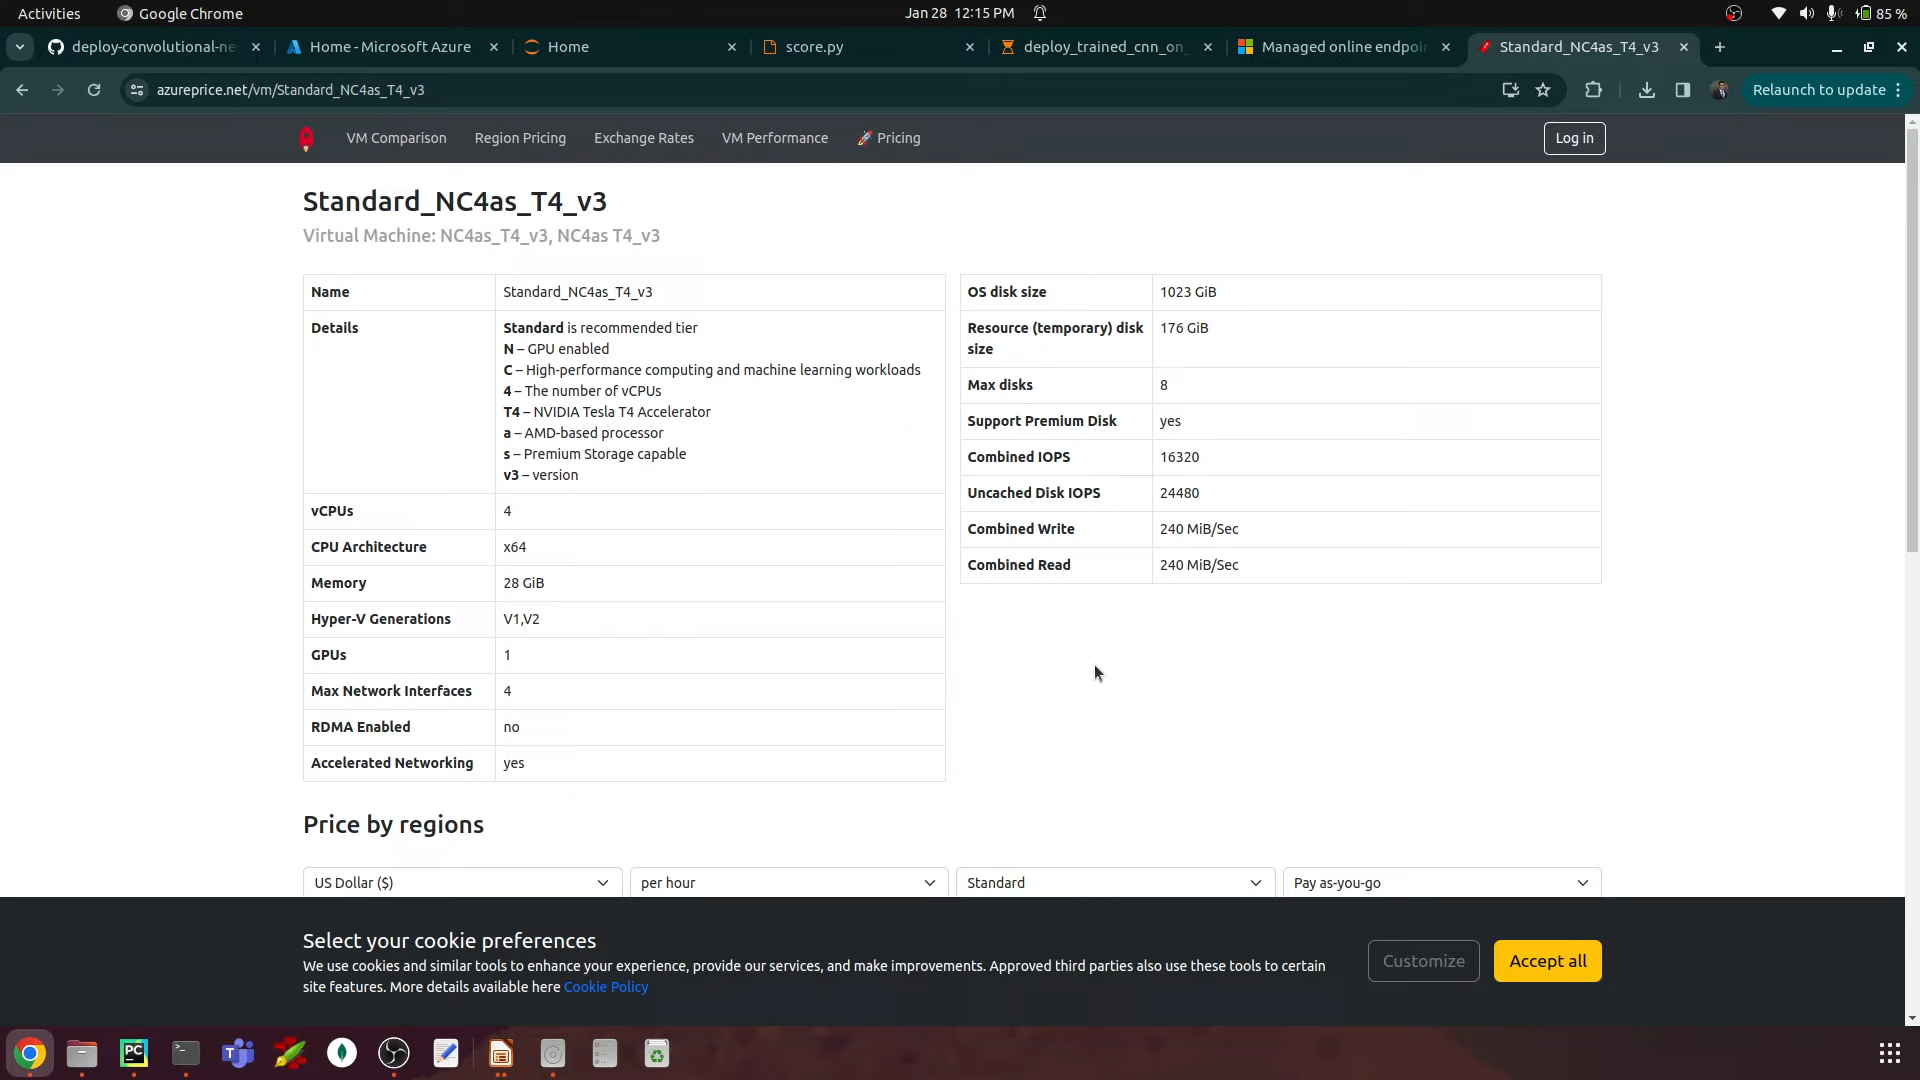 Activities
Google Chrome
Jan 28 12:15 PM
85 %
deploy-convolutional-ne
Home - Microsoft Azure
Home
score.py
deploy_trained_cnn_on_
Managed online endpoin
Standard_NC4as_T4_v3
azureprice.net/vm/Standard_NC4as_T4_v3
Relaunch to update
VM Comparison
Region Pricing
Exchange Rates
VM Performance
🚀 Pricing
Log in
Standard_NC4as_T4_v3
Virtual Machine: NC4as_T4_v3, NC4as T4_v3
Name Standard_NC4as_T4_v3
Details Standard is recommended tier
N – GPU enabled
C – High-performance computing and machine learning workloads
4 – The number of vCPUs
T4 – NVIDIA Tesla T4 Accelerator
a – AMD-based processor
s – Premium Storage capable
v3 – version
vCPUs 4
CPU Architecture x64
Memory 28 GiB
Hyper-V Generations V1,V2
GPUs 1
Max Network Interfaces 4
RDMA Enabled no
Accelerated Networking yes
OS disk size 1023 GiB
Resource (temporary) disk 176 GiB
size
Max disks 8
Support Premium Disk yes
Combined IOPS 16320
Uncached Disk IOPS 24480
Combined Write 240 MiB/Sec
Combined Read 240 MiB/Sec
Price by regions
US Dollar ($)
per hour
Standard
Pay as-you-go
Select your cookie preferences
We use cookies and similar tools to enhance your experience, provide our services, and make improvements. Approved third parties also use these tools to certain
site features. More details available here Cookie Policy
Customize
Accept all